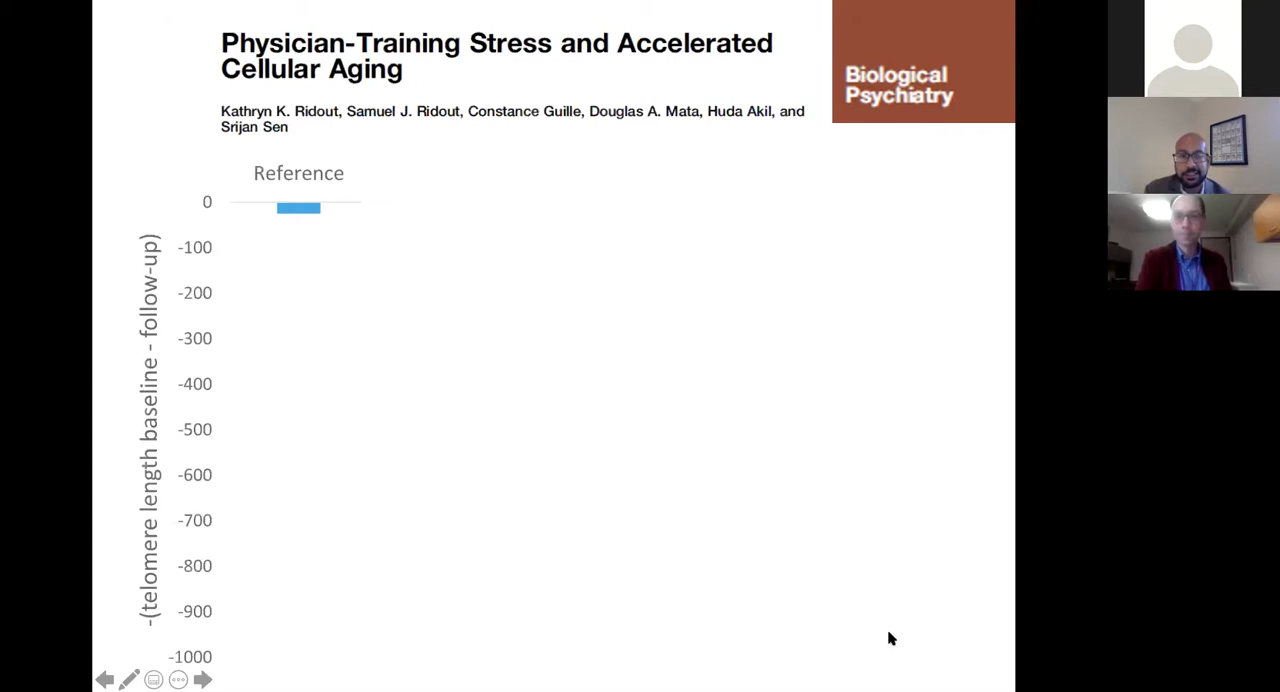 Physician-Training Stress and Accelerated
Cellular Aging
Biological
Psychiatry
Kathryn K. Ridout, Samuel J. Ridout, Constance Guille, Douglas A. Mata, Huda Akil, and
Srijan Sen
Reference
-(telomere length baseline - follow-up)
0
-100
-200
-300
-400
-500
-600
-700
-800
-900
-1000